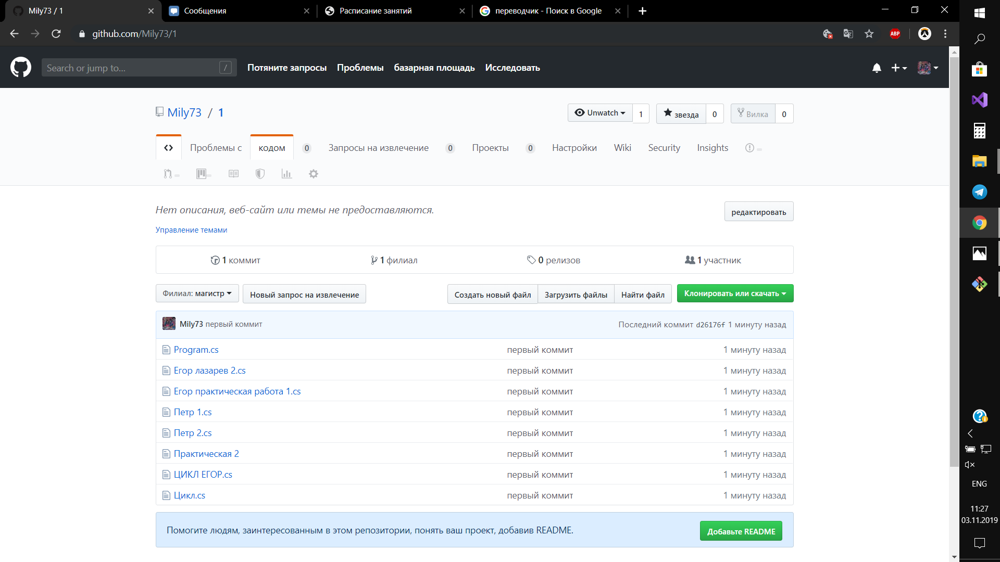 Mily73 / 1
Сообщения
Расписание занятий
переводчик - Поиск в Google
github.com/Mily73/1
ABP
Search or jump to...
/
Потяните запросы
Проблемы
базарная площадь
Исследовать
Mily73 / 1
Unwatch 1
звезда 0
Вилка 0
Проблемы с
кодом
0
Запросы на извлечение 0
Проекты 0
Настройки
Wiki
Security
Insights
Нет описания, веб-сайт или темы не предоставляются.
редактировать
Управление темами
1 коммит
1 филиал
0 релизов
1 участник
Филиал: магистр
Новый запрос на извлечение
Создать новый файл
Загрузить файлы
Найти файл
Клонировать или скачать
Mily73 первый коммит
Последний коммит d26176f 1 минуту назад
Program.cs первый коммит 1 минуту назад
Егор лазарев 2.cs первый коммит 1 минуту назад
Егор практическая работа 1.cs первый коммит 1 минуту назад
Петр 1.cs первый коммит 1 минуту назад
Петр 2.cs первый коммит 1 минуту назад
Практическая 2 первый коммит 1 минуту назад
ЦИКЛ ЕГОР.cs первый коммит 1 минуту назад
Цикл.cs первый коммит 1 минуту назад
Помогите людям, заинтересованным в этом репозитории, понять ваш проект, добавив README.
Добавьте README
ENG
11:27
03.11.2019